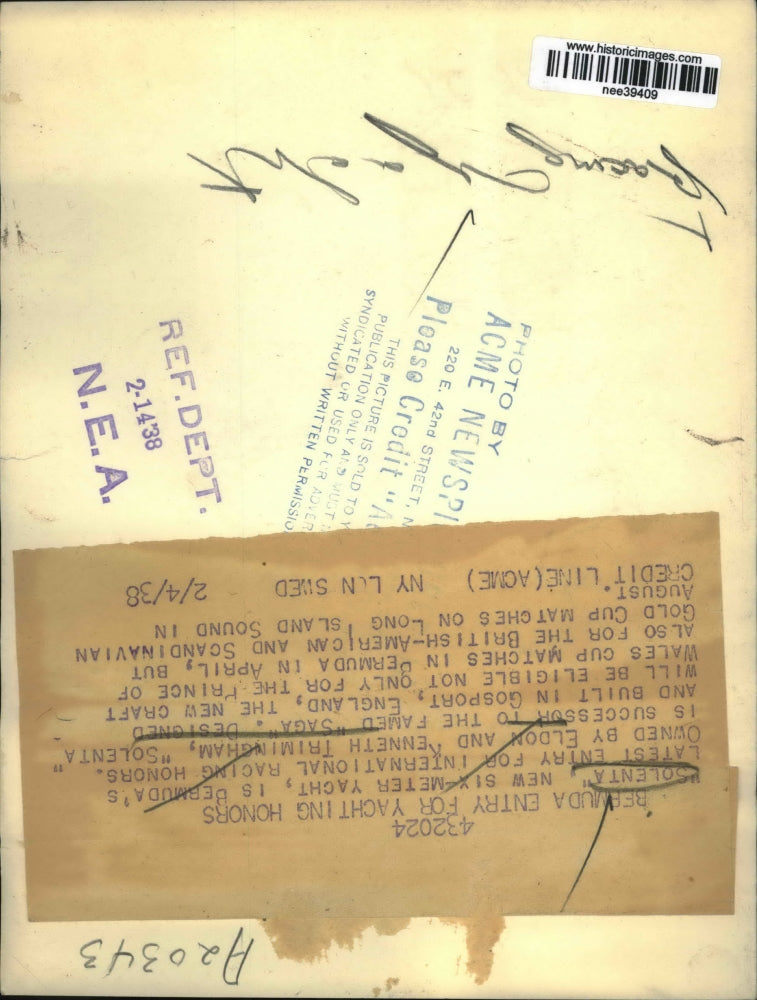 www.historicimages.com
nee39409
Racing Yacht
PHOTO BY
ACME NEWSPI
220 E. 42nd STREET, N
Please Credit "A
THIS PICTURE IS SOLD TO Y
PUBLICATION ONLY AND MUST
SYNDICATED OR USED FOR ADVER
WITHOUT WRITTEN PERMISSIO
REF. DEPT.
2-14-38
N.E.A.
432024
BERMUDA ENTRY FOR YACHTING HONORS
"SOLENTA" NEW SIX-METER YACHT, IS BERMUDA'S
LATEST ENTRY FOR INTERNATIONAL RACING HONORS.
OWNED BY ELDON AND KENNETH TRIMINGHAM, "SOLENTA"
IS SUCCESSOR TO THE FAMED "SAGA". DESIGNED
AND BUILT IN GOSPORT, ENGLAND, THE NEW CRAFT
WILL BE ELIGIBLE NOT ONLY FOR THE PRINCE OF
WALES CUP MATCHES IN BERMUDA IN APRIL, BUT
ALSO FOR THE BRITISH-AMERICAN AND SCANDINAVIAN
GOLD CUP MATCHES ON LONG ISLAND SOUND IN
AUGUST.
CREDIT LINE (ACME) NY LON SWED 2/4/38
A20343